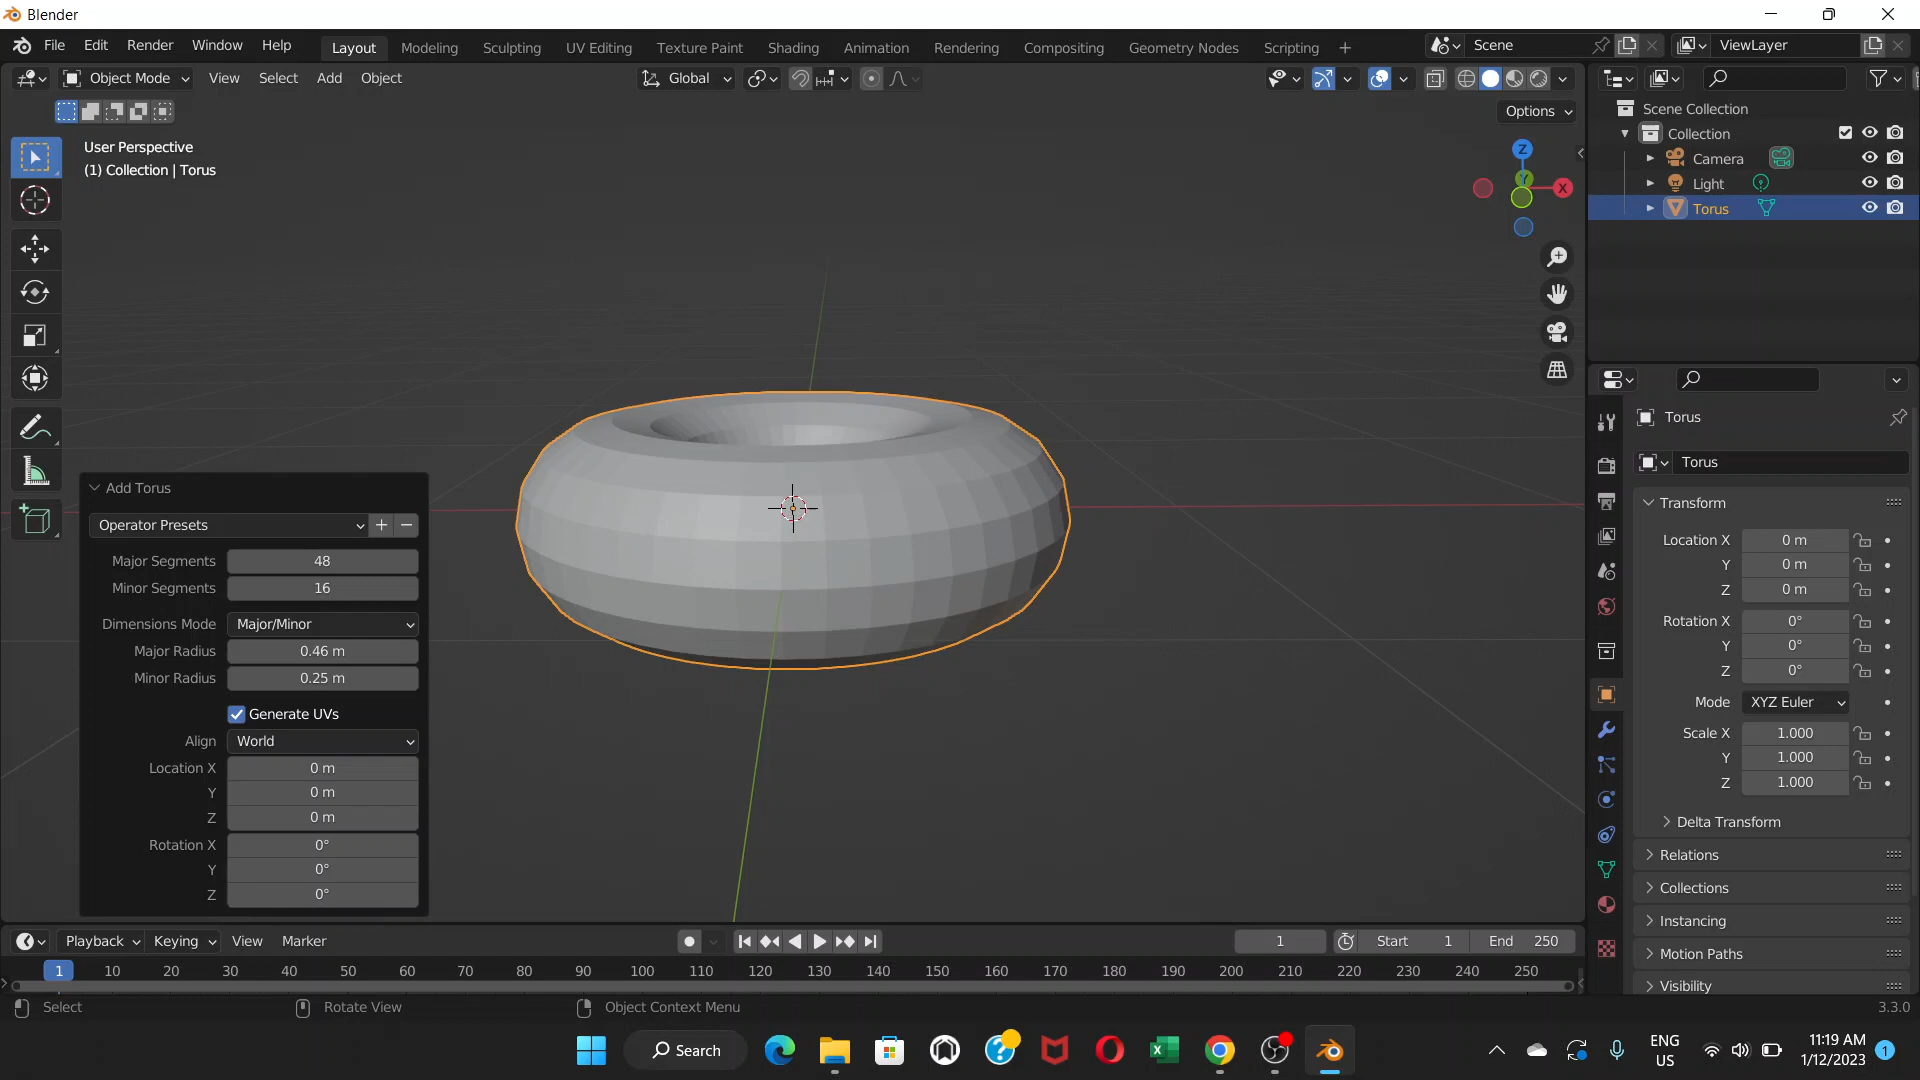 Blender
File Edit Render Window Help
Layout Modeling Sculpting UV Editing Texture Paint Shading Animation Rendering Compositing Geometry Nodes Scripting +
Scene
ViewLayer
Object Mode View Select Add Object
Global
Options
User Perspective
(1) Collection | Torus
Z
Y
X
Scene Collection
Collection
Camera
Light
Torus
Torus
Torus
Transform
Location X 0 m
Y 0 m
Z 0 m
Rotation X 0°
Y 0°
Z 0°
Mode XYZ Euler
Scale X 1.000
Y 1.000
Z 1.000
Delta Transform
Relations
Collections
Instancing
Motion Paths
Visibility
Add Torus
Operator Presets
Major Segments 48
Minor Segments 16
Dimensions Mode Major/Minor
Major Radius 0.46 m
Minor Radius 0.25 m
Generate UVs
Align World
Location X 0 m
Y 0 m
Z 0 m
Rotation X 0°
Y 0°
Z 0°
Playback Keying View Marker
1 Start 1 End 250
1 10 20 30 40 50 60 70 80 90 100 110 120 130 140 150 160 170 180 190 200 210 220 230 240 250
Select Rotate View Object Context Menu 3.3.0
Search
ENG
US
11:19 AM
1/12/2023
1